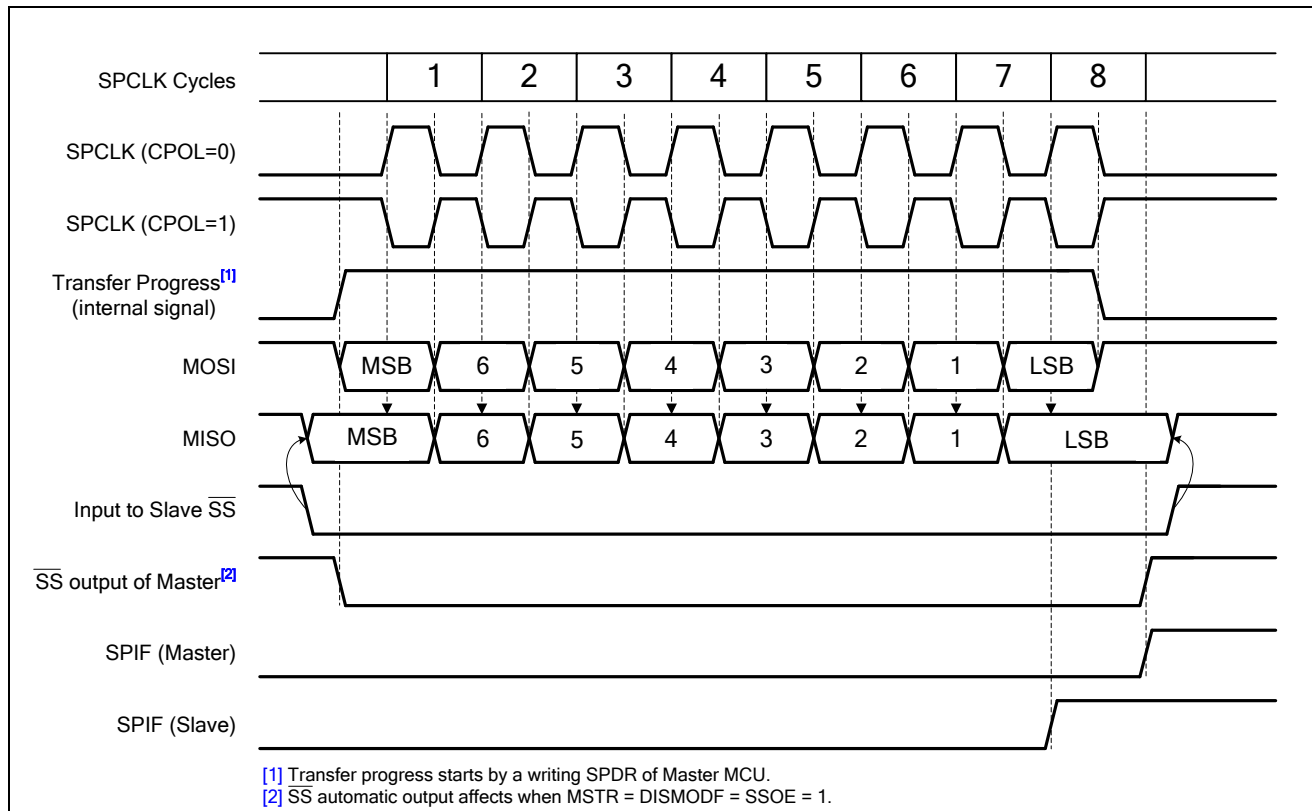 SPCLK Cycles 1 2 3 4 5 6 7 8
SPCLK (CPOL=0)
SPCLK (CPOL=1)
Transfer Progress[1]
(internal signal)
MOSI MSB 6 5 4 3 2 1 LSB
MISO MSB 6 5 4 3 2 1 LSB
Input to Slave S̅S̅
S̅S̅ output of Master[2]
SPIF (Master)
SPIF (Slave)
[1] Transfer progress starts by a writing SPDR of Master MCU.
[2] S̅S̅ automatic output affects when MSTR = DISMODF = SSOE = 1.